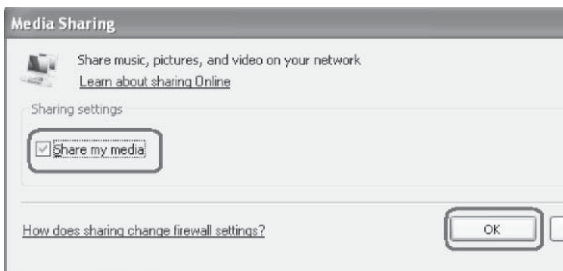 Media Sharing
Share music, pictures, and video on your network
Learn about sharing Online
Sharing settings
Share my media
How does sharing change firewall settings?
OK